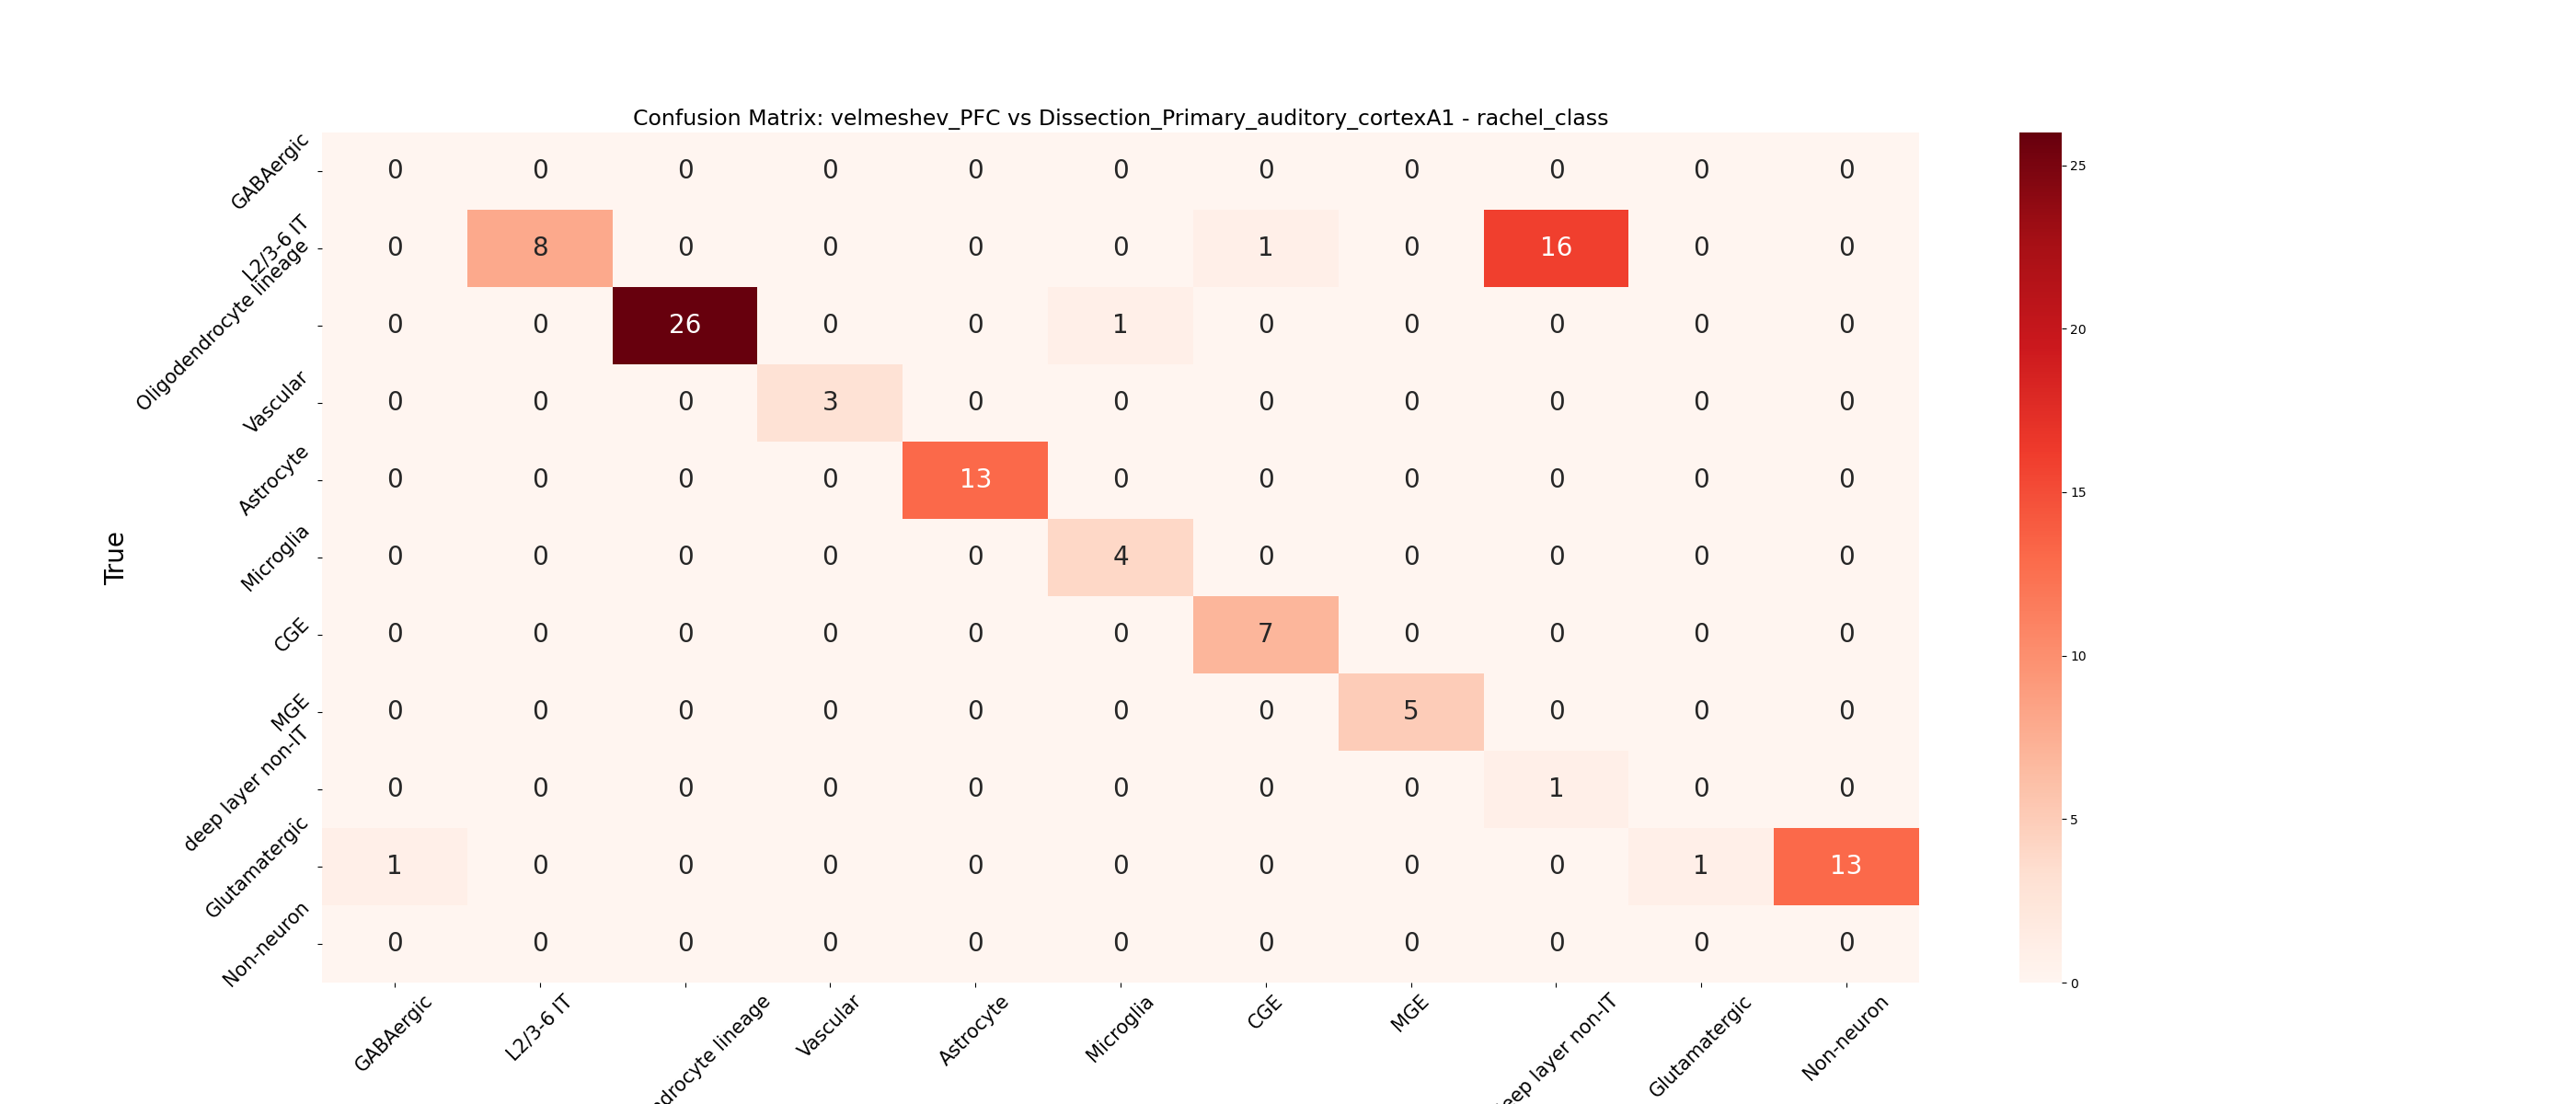 Confusion Matrix: velmeshev_PFC vs Dissection_Primary_auditory_cortexA1 - rachel_class
True
GABAergic 0 0 0 0 0 0 0 0 0 0 0
L2/3-6 IT 0 8 0 0 0 0 1 0 16 0 0
Oligodendrocyte lineage 0 0 26 0 0 1 0 0 0 0 0
Vascular 0 0 0 3 0 0 0 0 0 0 0
Astrocyte 0 0 0 0 13 0 0 0 0 0 0
Microglia 0 0 0 0 0 4 0 0 0 0 0
CGE 0 0 0 0 0 0 7 0 0 0 0
MGE 0 0 0 0 0 0 0 5 0 0 0
deep layer non-IT 0 0 0 0 0 0 0 0 1 0 0
Glutamatergic 1 0 0 0 0 0 0 0 0 1 13
Non-neuron 0 0 0 0 0 0 0 0 0 0 0
GABAergic L2/3-6 IT ndrocyte lineage Vascular Astrocyte Microglia CGE MGE eep layer non-IT Glutamatergic Non-neuron
25
20
15
10
5
0